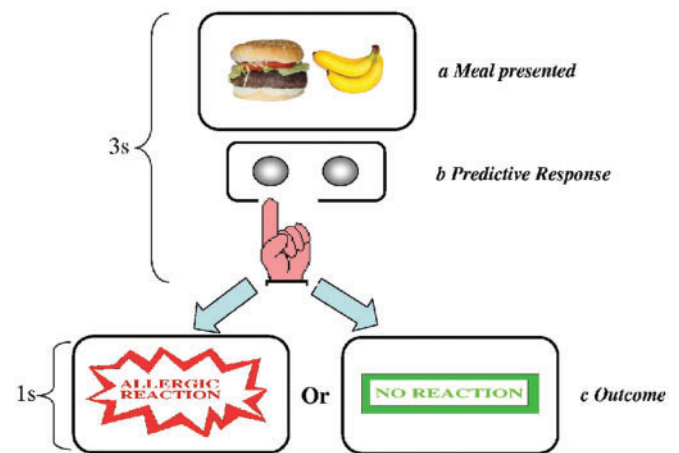 a Meal presented
3s
b Predictive Response
1s
ALLERGIC
REACTION
Or
NO REACTION
c Outcome